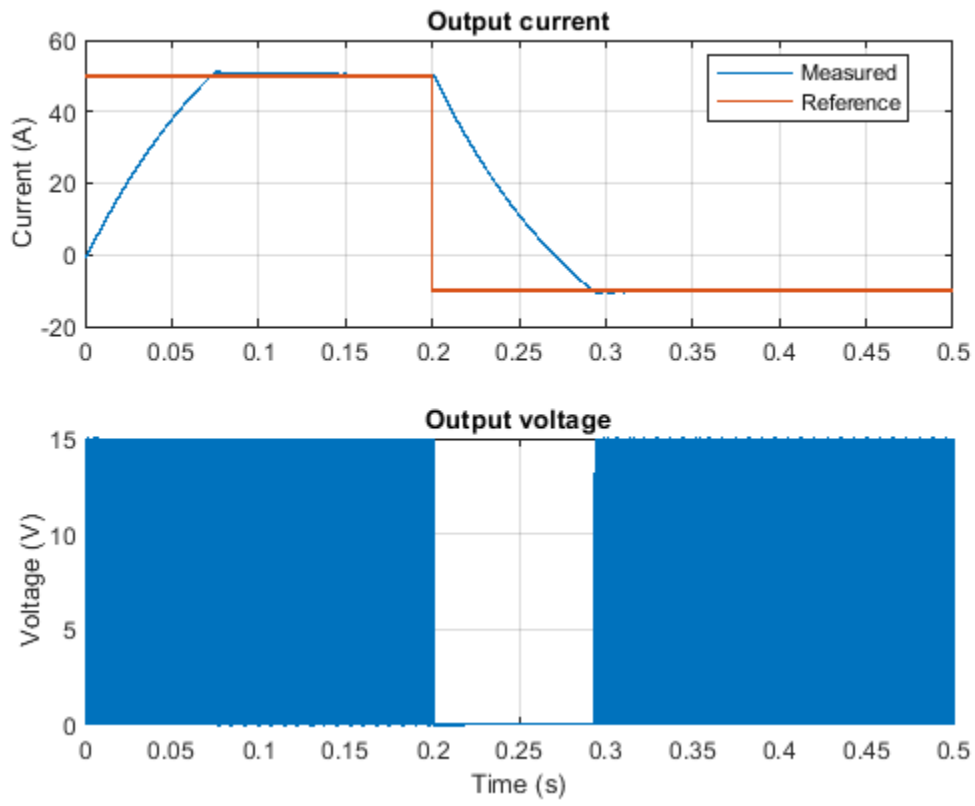 Output current
60
40
20
0
-20
Current (A)
Measured
Reference
0 0.05 0.1 0.15 0.2 0.25 0.3 0.35 0.4 0.45 0.5
Output voltage
15
10
5
0
Voltage (V)
0 0.05 0.1 0.15 0.2 0.25 0.3 0.35 0.4 0.45 0.5
Time (s)